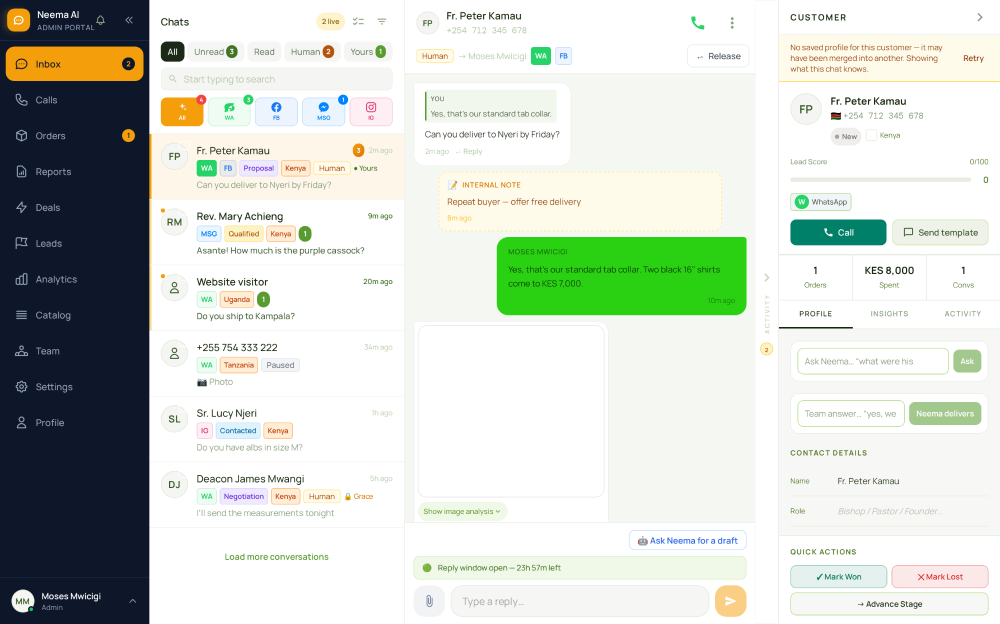 Neema AI
ADMIN PORTAL
Inbox 2
Calls
Orders 1
Reports
Deals
Leads
Analytics
Catalog
Team
Settings
Profile
MM Moses Mwicigi
Admin
Chats 2 live
All Unread 3 Read Human 2 Yours 1
Start typing to search
All 4
WA 3
FB
MSG 1
IG
FP Fr. Peter Kamau 3 2m ago
WA FB Proposal Kenya Human • Yours
Can you deliver to Nyeri by Friday?
RM Rev. Mary Achieng 9m ago
MSG Qualified Kenya 1
Asante! How much is the purple cassock?
Website visitor 20m ago
WA Uganda 1
Do you ship to Kampala?
+255 754 333 222 34m ago
WA Tanzania Paused
📷 Photo
SL Sr. Lucy Njeri 1h ago
IG Contacted Kenya
Do you have albs in size M?
DJ Deacon James Mwangi 5h ago
WA Negotiation Kenya Human 🔒 Grace
I'll send the measurements tonight
Load more conversations
FP Fr. Peter Kamau
+254 712 345 678
Human → Moses Mwicigi WA FB ← Release
YOU
Yes, that's our standard tab collar.
Can you deliver to Nyeri by Friday?
2m ago ← Reply
📝 INTERNAL NOTE
Repeat buyer — offer free delivery
8m ago
MOSES MWICIGI
Yes, that's our standard tab collar. Two black 16" shirts
come to KES 7,000.
10m ago
Show image analysis
🤖 Ask Neema for a draft
Reply window open — 23h 57m left
Type a reply...
ACTIVITY
2
CUSTOMER
No saved profile for this customer — it may
have been merged into another. Showing
what this chat knows.
Retry
FP Fr. Peter Kamau
🇰🇪 +254 712 345 678
New Kenya
Lead Score 0/100
0
W WhatsApp
Call Send template
1 KES 8,000 1
Orders Spent Convs
PROFILE INSIGHTS ACTIVITY
Ask Neema... "what were his Ask
Team answer... "yes, we Neema delivers
CONTACT DETAILS
Name Fr. Peter Kamau
Role Bishop / Pastor / Founder...
QUICK ACTIONS
✓ Mark Won ✕ Mark Lost
→ Advance Stage